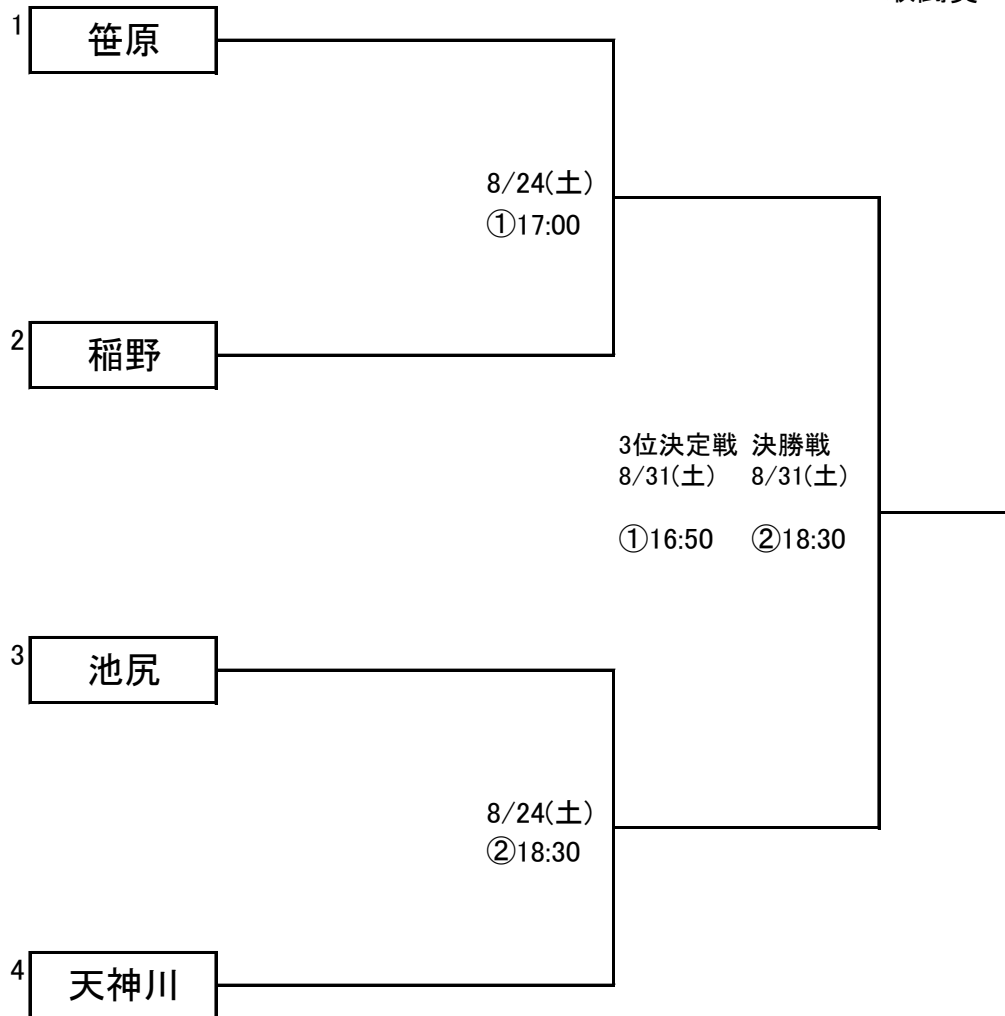 1
笹原
8/24(土)
①17:00
2
稲野
3位決定戦 決勝戦
8/31(土) 8/31(土)
①16:50 ②18:30
3
池尻
8/24(土)
②18:30
4
天神川